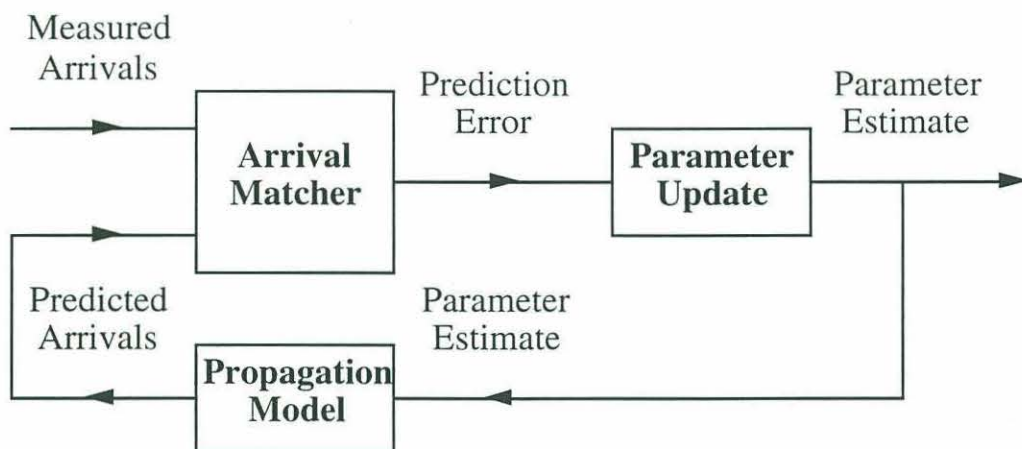 Measured
Arrivals
Prediction
Error
Parameter
Estimate
Arrival
Matcher
Parameter
Update
Predicted
Arrivals
Parameter
Estimate
Propagation
Model